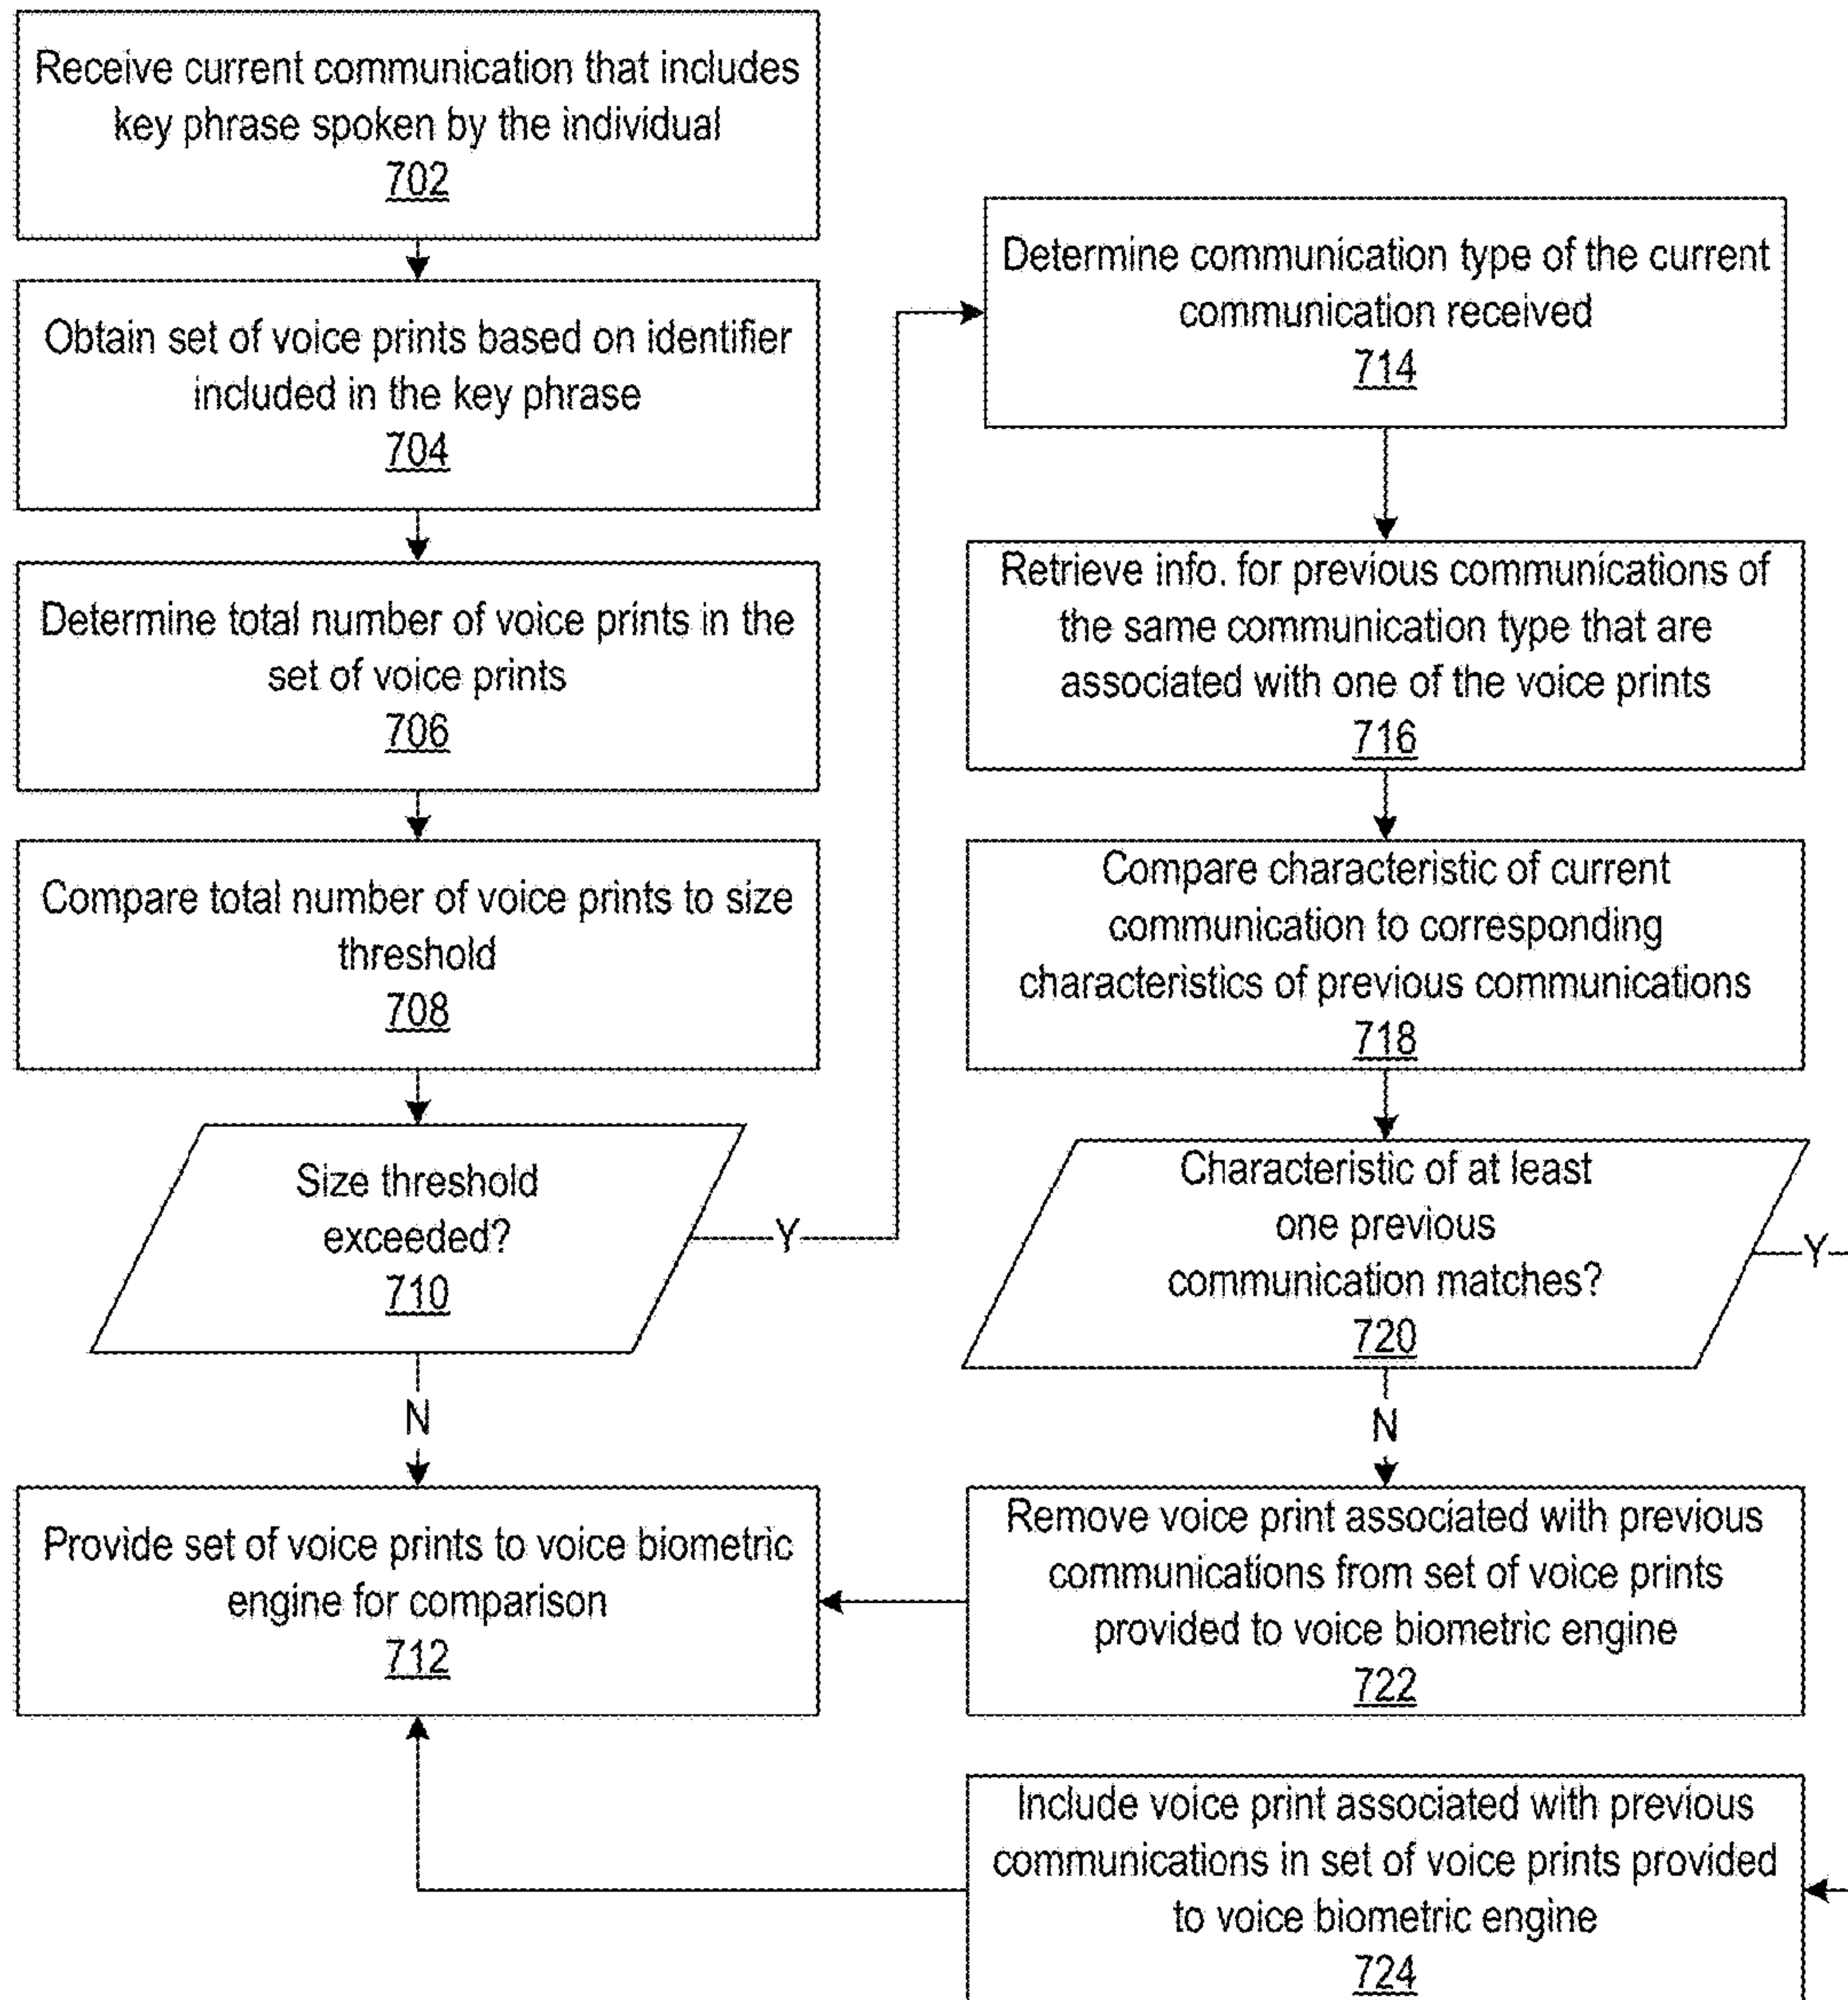 Receive current communication that includes
key phrase spoken by the individual
702
Obtain set of voice prints based on identifier
included in the key phrase
704
Determine total number of voice prints in the
set of voice prints
706
Compare total number of voice prints to size
threshold
708
Size threshold
exceeded?
710
Y
N
Provide set of voice prints to voice biometric
engine for comparison
712
Determine communication type of the current
communication received
714
Retrieve info. for previous communications of
the same communication type that are
associated with one of the voice prints
716
Compare characteristic of current
communication to corresponding
characteristics of previous communications
718
Characteristic of at least
one previous
communication matches?
720
Y
N
Remove voice print associated with previous
communications from set of voice prints
provided to voice biometric engine
722
Include voice print associated with previous
communications in set of voice prints provided
to voice biometric engine
724